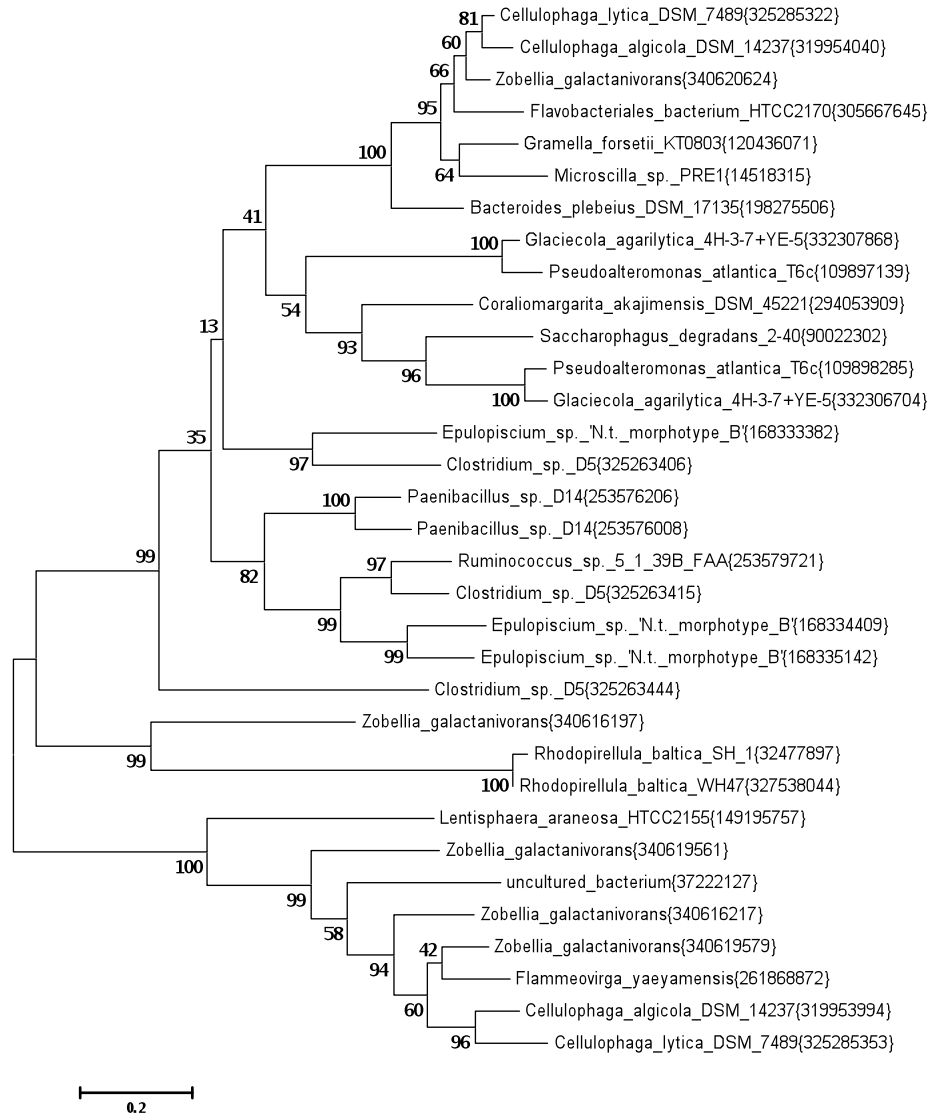 81
Cellulophaga_lytica_DSM_7489{325285322}
60
Cellulophaga_algicola_DSM_14237{319954040}
66
Zobellia_galactanivorans{340620624}
95
Flavobacteriales_bacterium_HTCC2170{305667645}
100
Gramella_forsetii_KT0803{120436071}
64
Microscilla_sp._PRE1{14518315}
41
Bacteroides_plebeius_DSM_17135{198275506}
100
Glaciecola_agarilytica_4H-3-7+YE-5{332307868}
Pseudoalteromonas_atlantica_T6c{109897139}
54
Coraliomargarita_akajimensis_DSM_45221{294053909}
13
93
Saccharophagus_degradans_2-40{90022302}
96
Pseudoalteromonas_atlantica_T6c{109898285}
100
Glaciecola_agarilytica_4H-3-7+YE-5{332306704}
35
Epulopiscium_sp._'N.t._morphotype_B'{168333382}
97
Clostridium_sp._D5{325263406}
100
Paenibacillus_sp._D14{253576206}
Paenibacillus_sp._D14{253576008}
99
97
Ruminococcus_sp._5_1_39B_FAA{253579721}
82
Clostridium_sp._D5{325263415}
99
Epulopiscium_sp._'N.t._morphotype_B'{168334409}
99
Epulopiscium_sp._'N.t._morphotype_B'{168335142}
Clostridium_sp._D5{325263444}
Zobellia_galactanivorans{340616197}
99
Rhodopirellula_baltica_SH_1{32477897}
100
Rhodopirellula_baltica_WH47{327538044}
Lentisphaera_araneosa_HTCC2155{149195757}
100
Zobellia_galactanivorans{340619561}
99
uncultured_bacterium{37222127}
58
Zobellia_galactanivorans{340616217}
94
42
Zobellia_galactanivorans{340619579}
Flammeovirga_yaeyamensis{261868872}
60
Cellulophaga_algicola_DSM_14237{319953994}
96
Cellulophaga_lytica_DSM_7489{325285353}
0.2